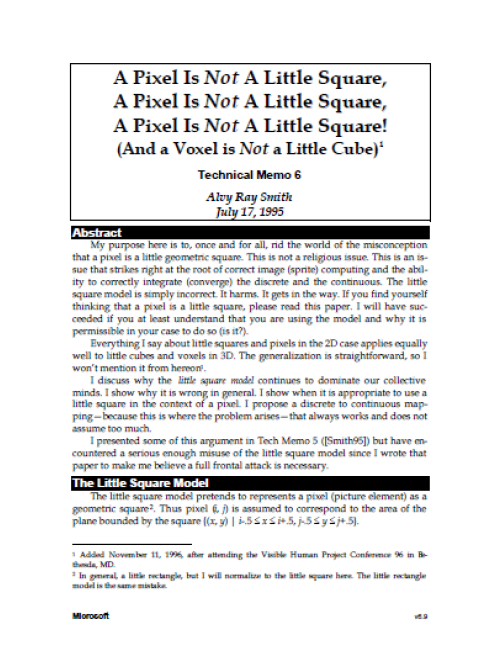 A Pixel Is Not A Little Square,
A Pixel Is Not A Little Square,
A Pixel Is Not A Little Square!
(And a Voxel is Not a Little Cube)¹
Technical Memo 6
Alvy Ray Smith
July 17, 1995
Abstract
My purpose here is to, once and for all, rid the world of the misconception
that a pixel is a little geometric square. This is not a religious issue. This is an is-
sue that strikes right at the root of correct image (sprite) computing and the abil-
ity to correctly integrate (converge) the discrete and the continuous. The little
square model is simply incorrect. It harms. It gets in the way. If you find yourself
thinking that a pixel is a little square, please read this paper. I will have suc-
ceeded if you at least understand that you are using the model and why it is
permissible in your case to do so (is it?).
Everything I say about little squares and pixels in the 2D case applies equally
well to little cubes and voxels in 3D. The generalization is straightforward, so I
won't mention it from hereon¹.
I discuss why the little square model continues to dominate our collective
minds. I show why it is wrong in general. I show when it is appropriate to use a
little square in the context of a pixel. I propose a discrete to continuous map-
ping—because this is where the problem arises—that always works and does not
assume too much.
I presented some of this argument in Tech Memo 5 ([Smith95]) but have en-
countered a serious enough misuse of the little square model since I wrote that
paper to make me believe a full frontal attack is necessary.
The Little Square Model
The little square model pretends to represents a pixel (picture element) as a
geometric square². Thus pixel (i, j) is assumed to correspond to the area of the
plane bounded by the square {(x, y) | i-.5 ≤ x ≤ i+.5, j-.5 ≤ y ≤ j+.5}.
¹ Added November 11, 1996, after attending the Visible Human Project Conference 96 in Be-
thesda, MD.
² In general, a little rectangle, but I will normalize to the little square here. The little rectangle
model is the same mistake.
Microsoft v5.9